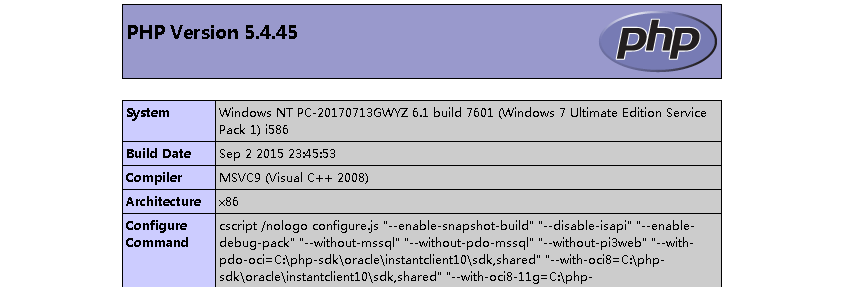 PHP Version 5.4.45
php
System
Windows NT PC-20170713GWYZ 6.1 build 7601 (Windows 7 Ultimate Edition Service
Pack 1) i586
Build Date
Sep 2 2015 23:45:53
Compiler
MSVC9 (Visual C++ 2008)
Architecture
x86
Configure
Command
cscript /nologo configure.js "--enable-snapshot-build" "--disable-isapi" "--enable-
debug-pack" "--without-mssql" "--without-pdo-mssql" "--without-pi3web" "--with-
pdo-oci=C:\php-sdk\oracle\instantclient10\sdk,shared" "--with-oci8=C:\php-
sdk\oracle\instantclient10\sdk,shared" "--with-oci8-11g=C:\php-